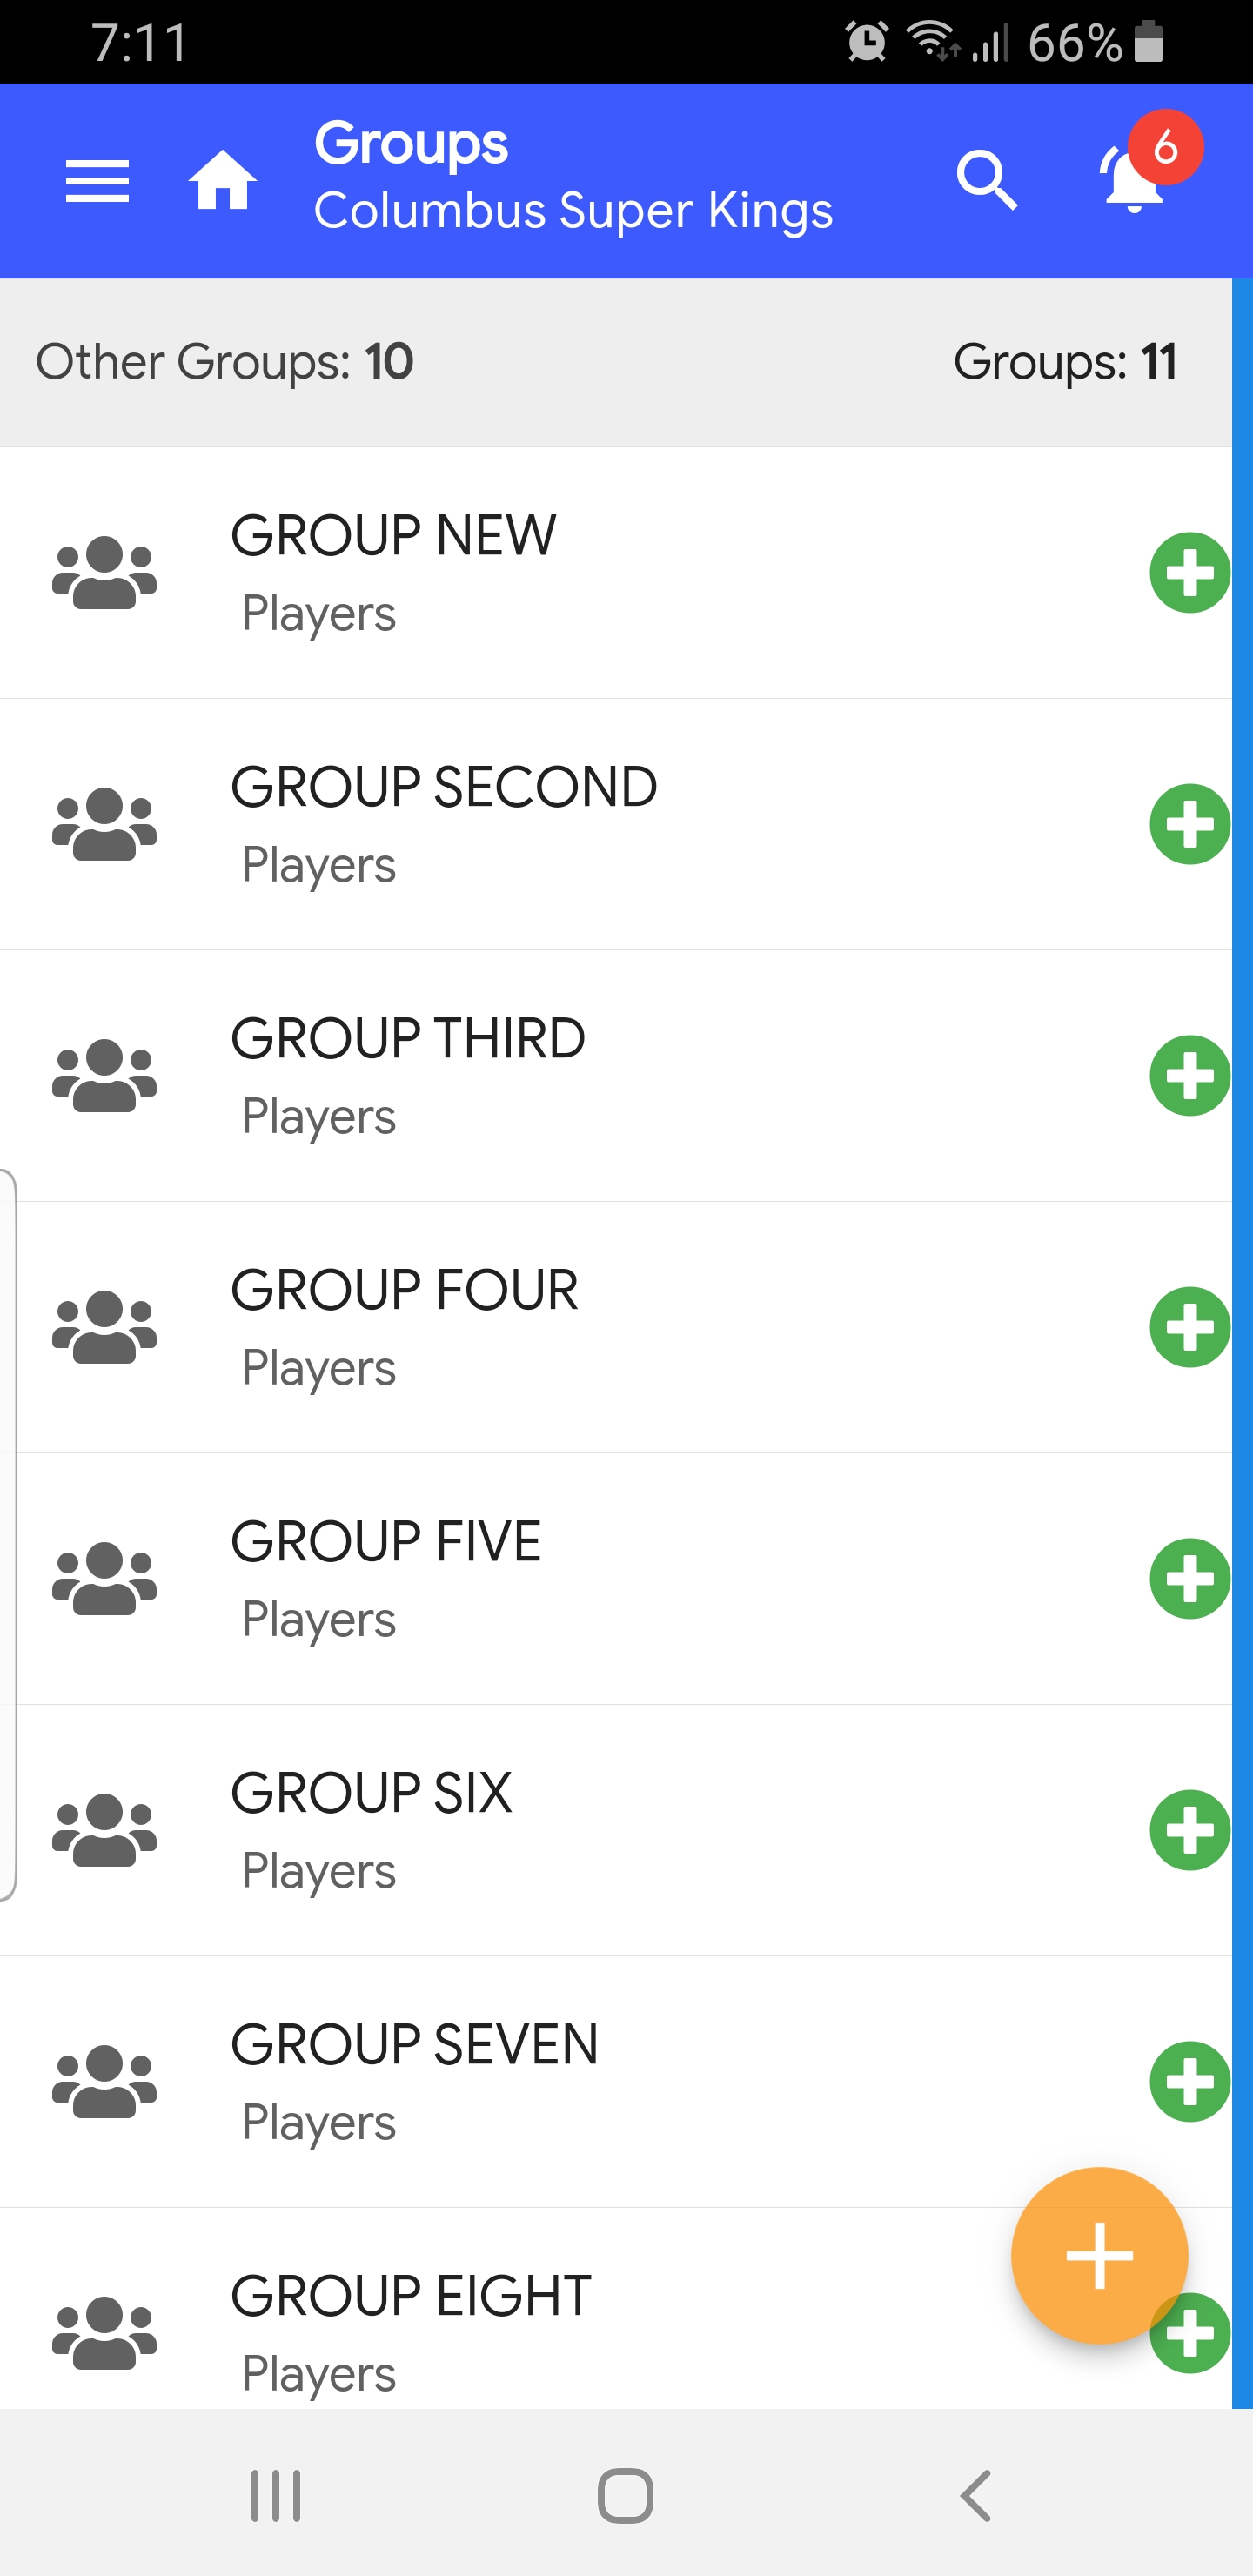 7:11 66%
Groups 6
Columbus Super Kings
Other Groups: 10 Groups: 11
GROUP NEW
Players
GROUP SECOND
Players
GROUP THIRD
Players
GROUP FOUR
Players
GROUP FIVE
Players
GROUP SIX
Players
GROUP SEVEN
Players
GROUP EIGHT
Players